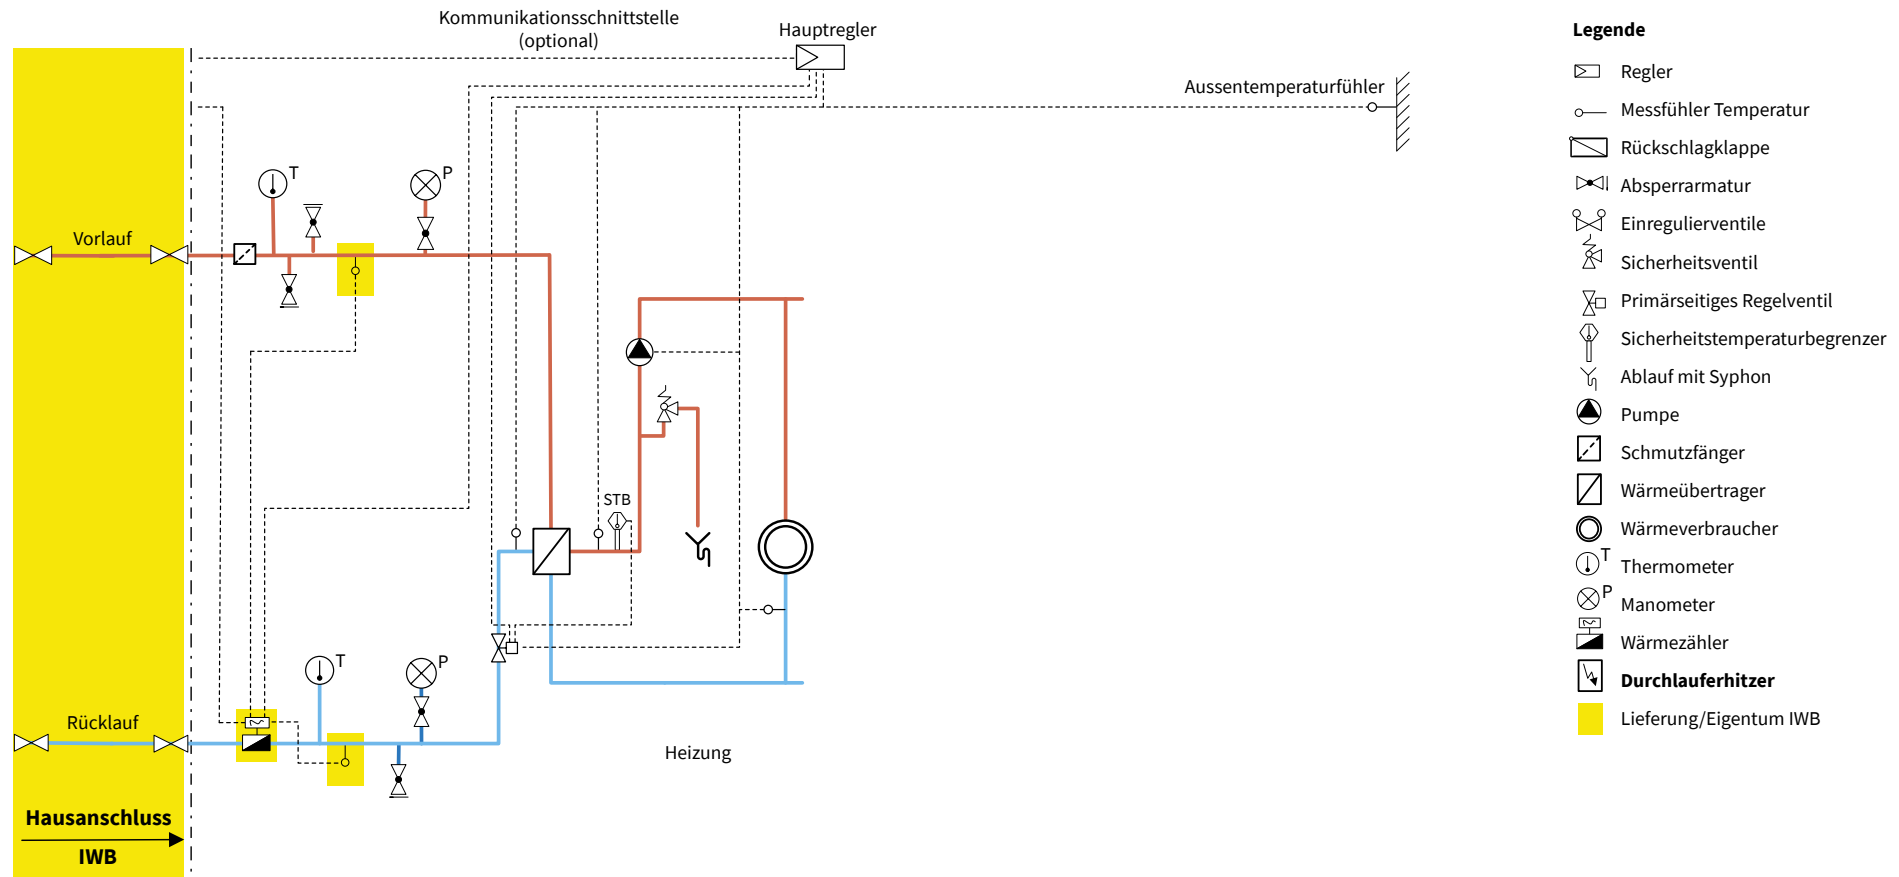 Kommunikationsschnittstelle
(optional)
Hauptregler
Aussentemperaturfühler
T
P
Vorlauf
STB
T
P
Rücklauf
Heizung
Hausanschluss
IWB
Legende
Regler
Messfühler Temperatur
Rückschlagklappe
Absperrarmatur
Einregulierventile
Sicherheitsventil
Primärseitiges Regelventil
Sicherheitstemperaturbegrenzer
Ablauf mit Syphon
Pumpe
Schmutzfänger
Wärmeübertrager
Wärmeverbraucher
T Thermometer
P Manometer
Wärmezähler
Durchlauferhitzer
Lieferung/Eigentum IWB